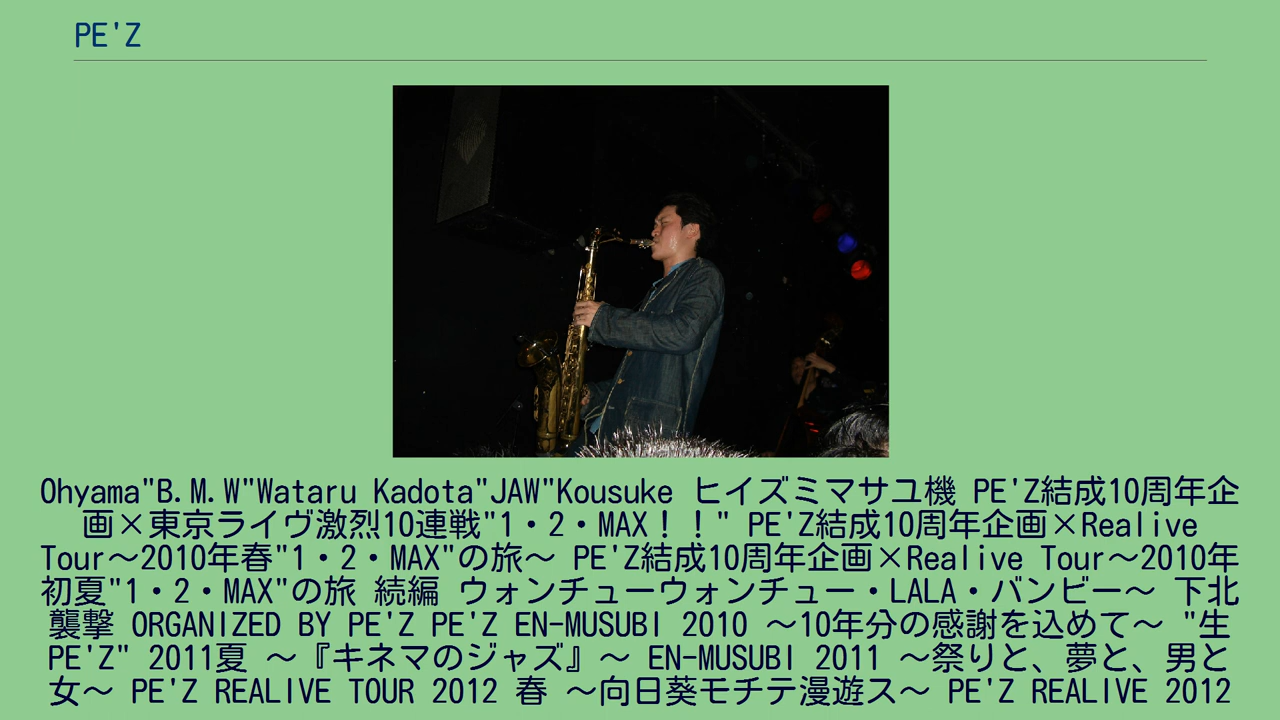 PE'Z
Ohyama"B.M.W"Wataru Kadota"JAW"Kousuke ヒイズミマサユ機 PE'Z結成10周年企
画×東京ライヴ激烈10連戦"1・2・MAX！！" PE'Z結成10周年企画×Realive
Tour～2010年春"1・2・MAX"の旅～ PE'Z結成10周年企画×Realive Tour～2010年
初夏"1・2・MAX"の旅 続編 ウォンチューウォンチュー・LALA・バンビー～ 下北
襲撃 ORGANIZED BY PE'Z PE'Z EN-MUSUBI 2010 ～10年分の感謝を込めて～ "生
PE'Z" 2011夏 ～『キネマのジャズ』～ EN-MUSUBI 2011 ～祭りと、夢と、男と
女～ PE'Z REALIVE TOUR 2012 春 ～向日葵モチテ漫遊ス～ PE'Z REALIVE 2012